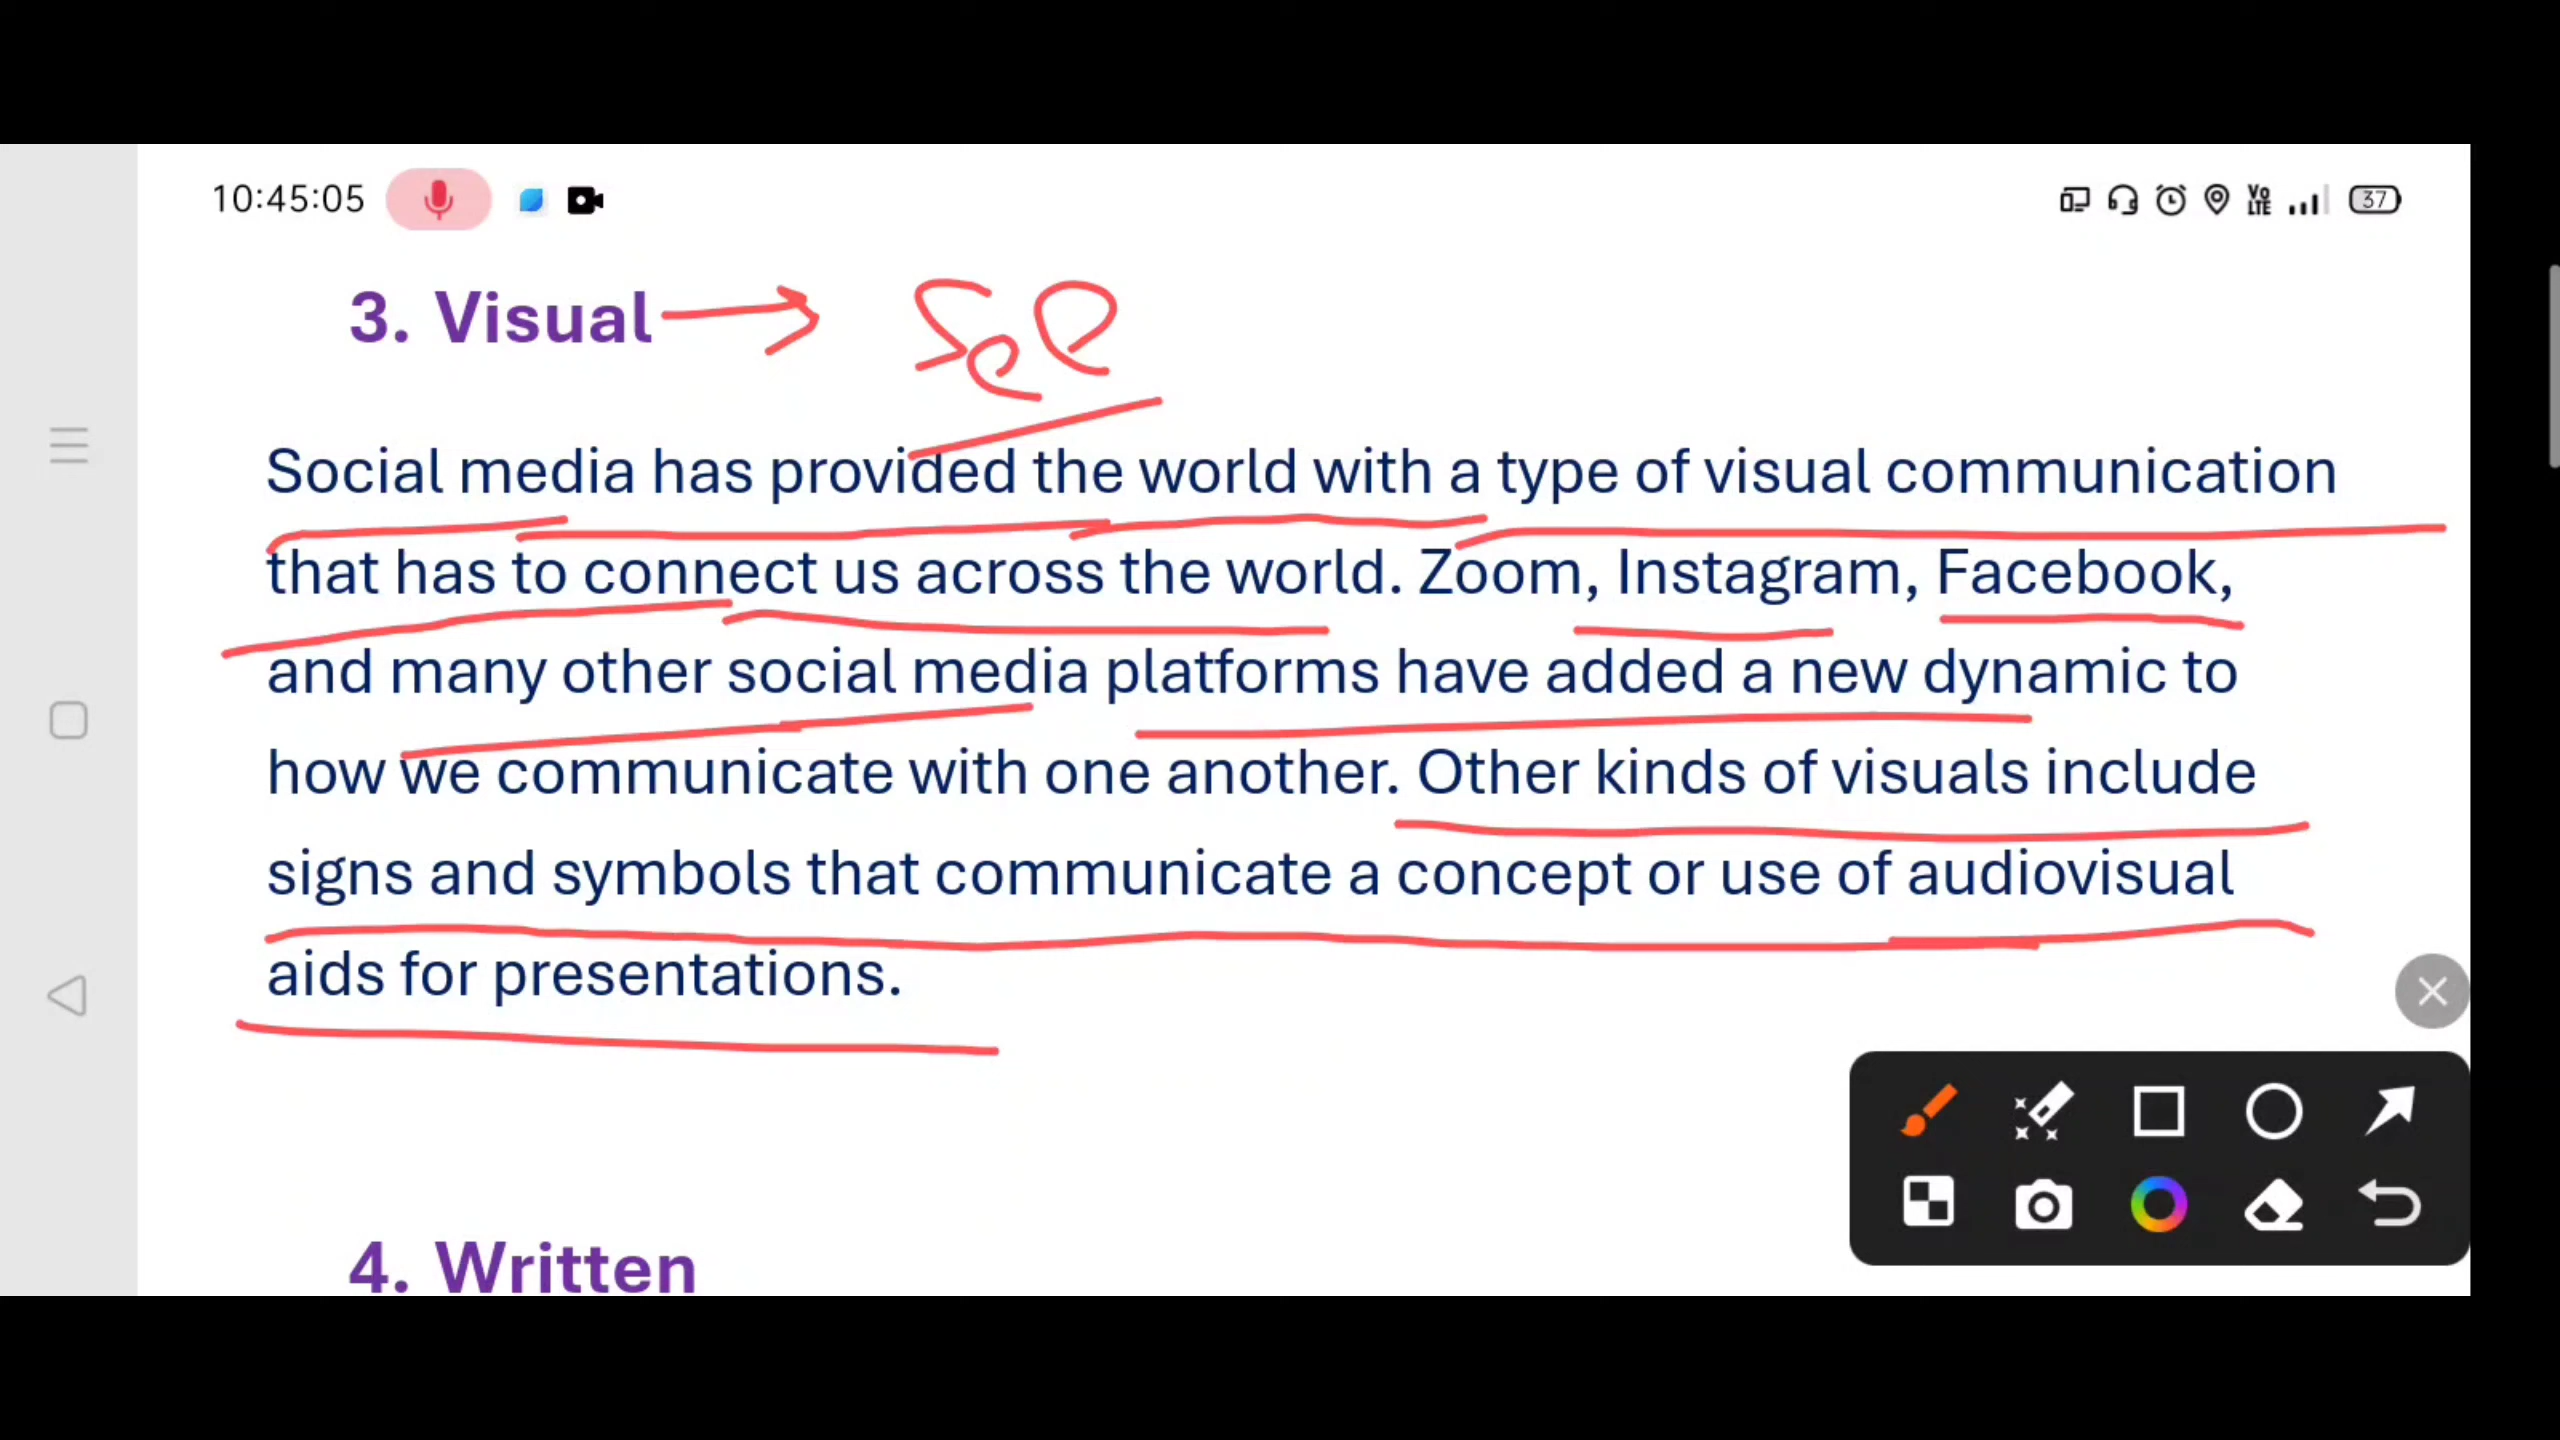 10:45:05
Vo
LTE
37
3. Visual
See
Social media has provided the world with a type of visual communication
that has to connect us across the world. Zoom, Instagram, Facebook,
and many other social media platforms have added a new dynamic to
how we communicate with one another. Other kinds of visuals include
signs and symbols that communicate a concept or use of audiovisual
aids for presentations.
4. Written